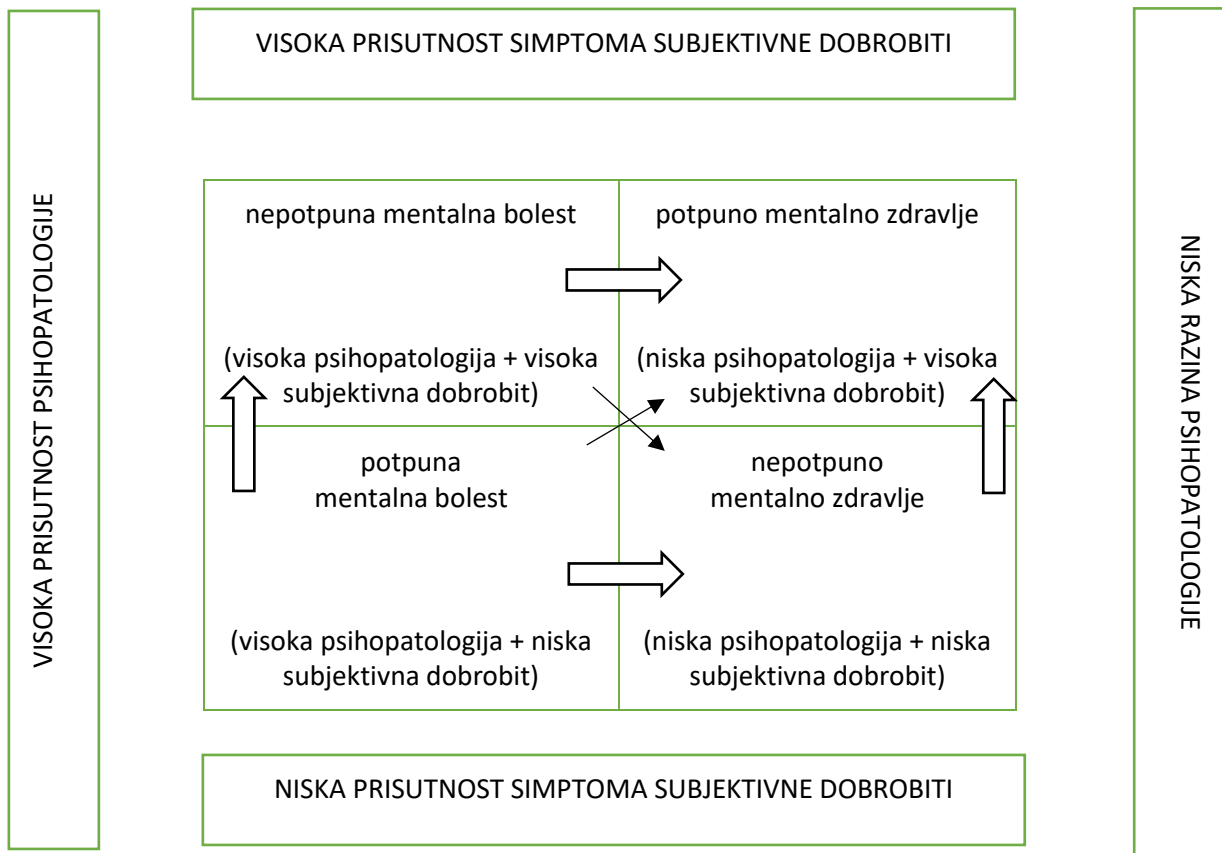 VISOKA PRISUTNOST SIMPTOMA SUBJEKTIVNE DOBROBITI
VISOKA PRISUTNOST PSIHOPATOLOGIJE
nepotpuna mentalna bolest
(visoka psihopatologija + visoka
subjektivna dobrobit)
potpuno mentalno zdravlje
(niska psihopatologija + visoka
subjektivna dobrobit)
potpuna
mentalna bolest
(visoka psihopatologija + niska
subjektivna dobrobit)
nepotpuno
mentalno zdravlje
(niska psihopatologija + niska
subjektivna dobrobit)
NISKA RAZINA PSIHOPATOLOGIJE
NISKA PRISUTNOST SIMPTOMA SUBJEKTIVNE DOBROBITI